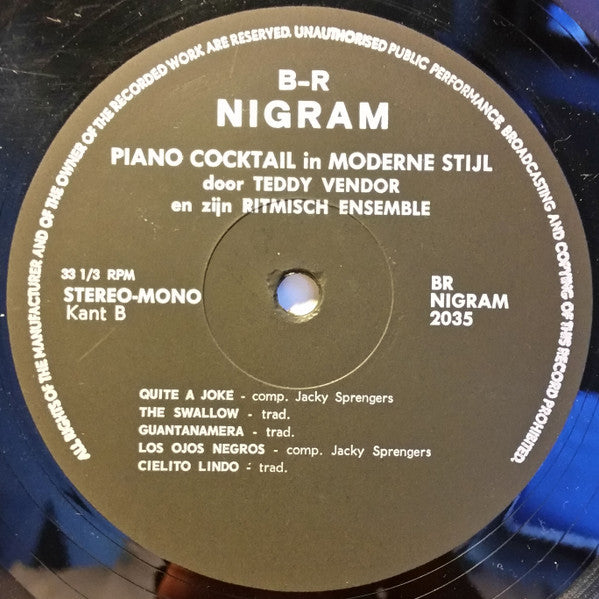 ALL RIGHTS OF THE MANUFACTURER AND OF THE OWNER OF THE RECORDED WORK ARE RESERVED. UNAUTHORISED PUBLIC PERFORMANCE, BROADCASTING AND COPYING OF THIS RECORD PROHIBITED.
B-R
NIGRAM
PIANO COCKTAIL in MODERNE STIJL
door TEDDY VENDOR
en zijn RITMISCH ENSEMBLE
33 1/3 RPM
STEREO-MONO
Kant B
BR
NIGRAM
2035
QUITE A JOKE - comp. Jacky Sprengers
THE SWALLOW - trad.
GUANTANAMERA - trad.
LOS OJOS NEGROS - comp. Jacky Sprengers
CIELITO LINDO - trad.